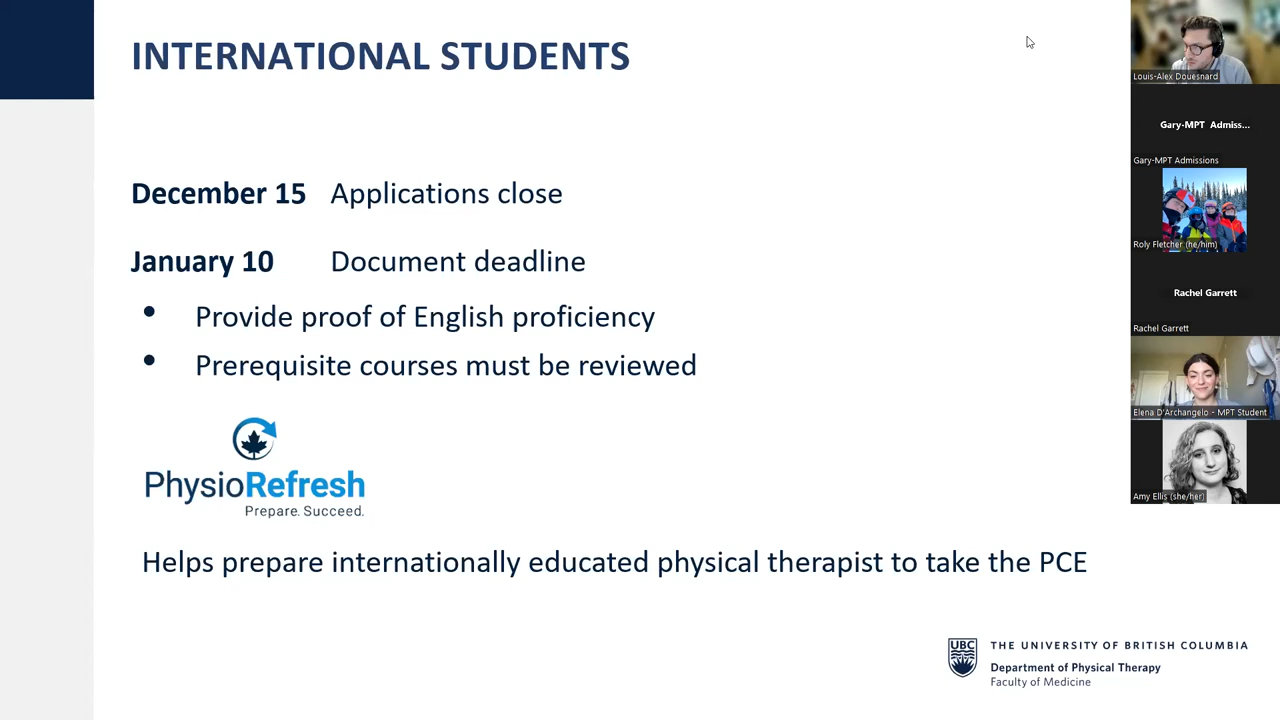 INTERNATIONAL STUDENTS
December 15 Applications close
January 10 Document deadline
• Provide proof of English proficiency
• Prerequisite courses must be reviewed
PhysioRefresh
Prepare. Succeed.
Helps prepare internationally educated physical therapist to take the PCE
UBC
THE UNIVERSITY OF BRITISH COLUMBIA
Department of Physical Therapy
Faculty of Medicine
Louis-Alex Douesnard
Gary-MPT Admiss...
Gary-MPT Admissions
Roly Fletcher (he/him)
Rachel Garrett
Rachel Garrett
Elena D'Archangelo - MPT Student
Amy Ellis (she/her)